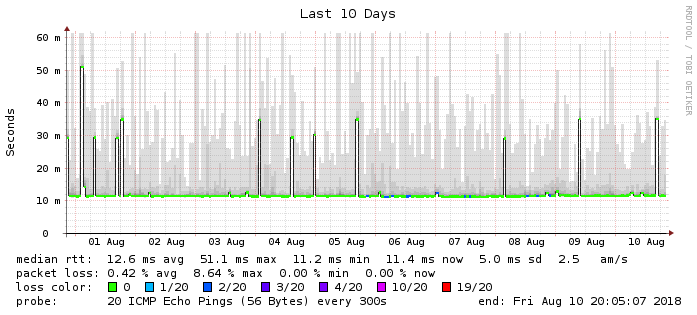 Last 10 Days
RRDTOOL / TOBI OETIKER
Seconds
60 m
50 m
40 m
30 m
20 m
10 m
0
01 Aug 02 Aug 03 Aug 04 Aug 05 Aug 06 Aug 07 Aug 08 Aug 09 Aug 10 Aug
median rtt: 12.6 ms avg 51.1 ms max 11.2 ms min 11.4 ms now 5.0 ms sd 2.5 am/s
packet loss: 0.42 % avg 8.64 % max 0.00 % min 0.00 % now
loss color: 0 1/20 2/20 3/20 4/20 10/20 19/20
probe: 20 ICMP Echo Pings (56 Bytes) every 300s end: Fri Aug 10 20:05:07 2018